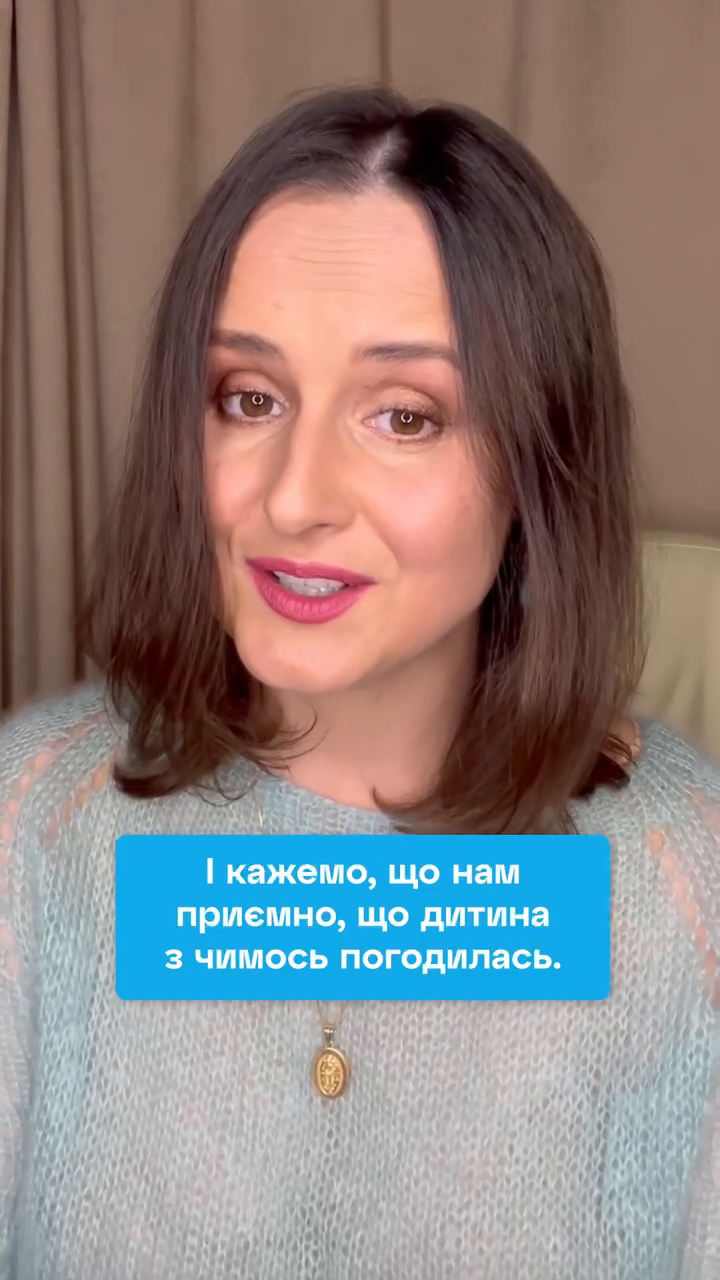 І кажемо, що нам
приємно, що дитина
з чимось погодилась.